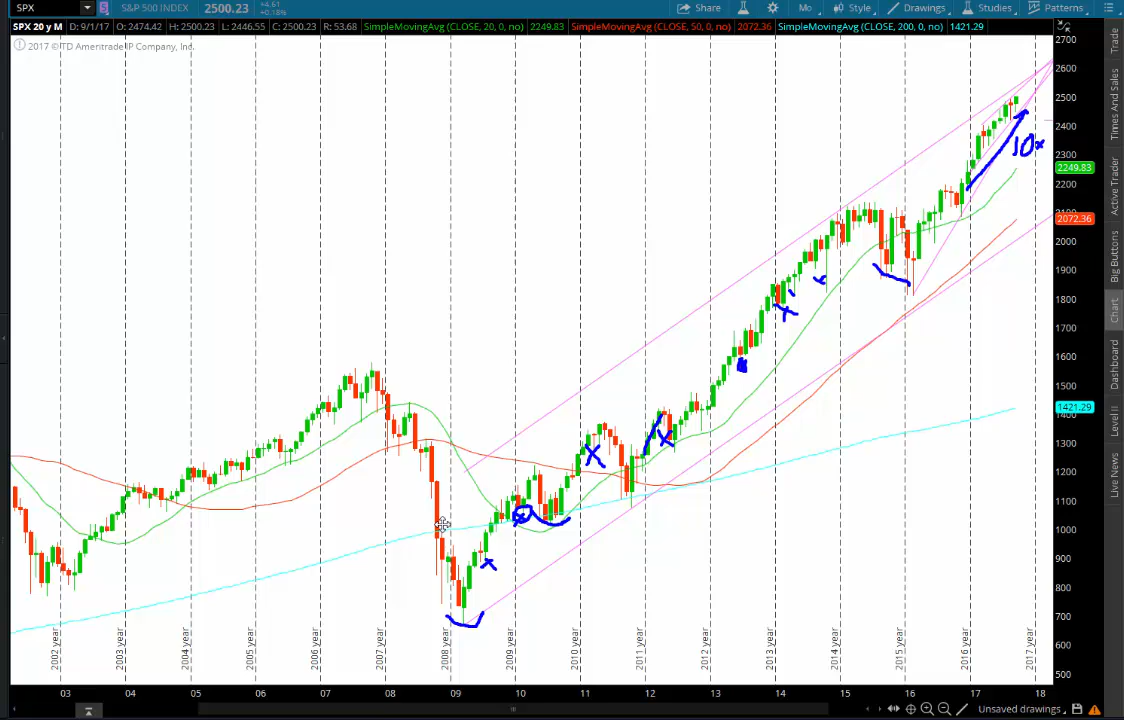 SPX S S&P 500 INDEX 2500.23 +4.61 +0.18% Share Mo Style Drawings Studies Patterns
SPX 20 y M D: 9/1/17 O: 2474.42 H: 2500.23 L: 2446.55 C: 2500.23 R: 53.68 SimpleMovingAvg (CLOSE, 20, 0, no) 2249.83 SimpleMovingAvg (CLOSE, 50, 0, no) 2072.36 SimpleMovingAvg (CLOSE, 200, 0, no) 1421.29
2017 © TD Ameritrade IP Company, Inc.
2700
2600
2500
2400
2300
2249.83
2200
2100
2072.36
2000
1900
1800
1700
1600
1500
1421.29
1400
1300
1200
1100
1000
900
800
700
600
500
10x
2002 year 2003 year 2004 year 2005 year 2006 year 2007 year 2008 year 2009 year 2010 year 2011 year 2012 year 2013 year 2014 year 2015 year 2016 year 2017 year
03 04 05 06 07 08 09 10 11 12 13 14 15 16 17 18
Unsaved drawings
Trade
Times And Sales
Active Trader
Big Buttons
Chart
Dashboard
Level II
Live News